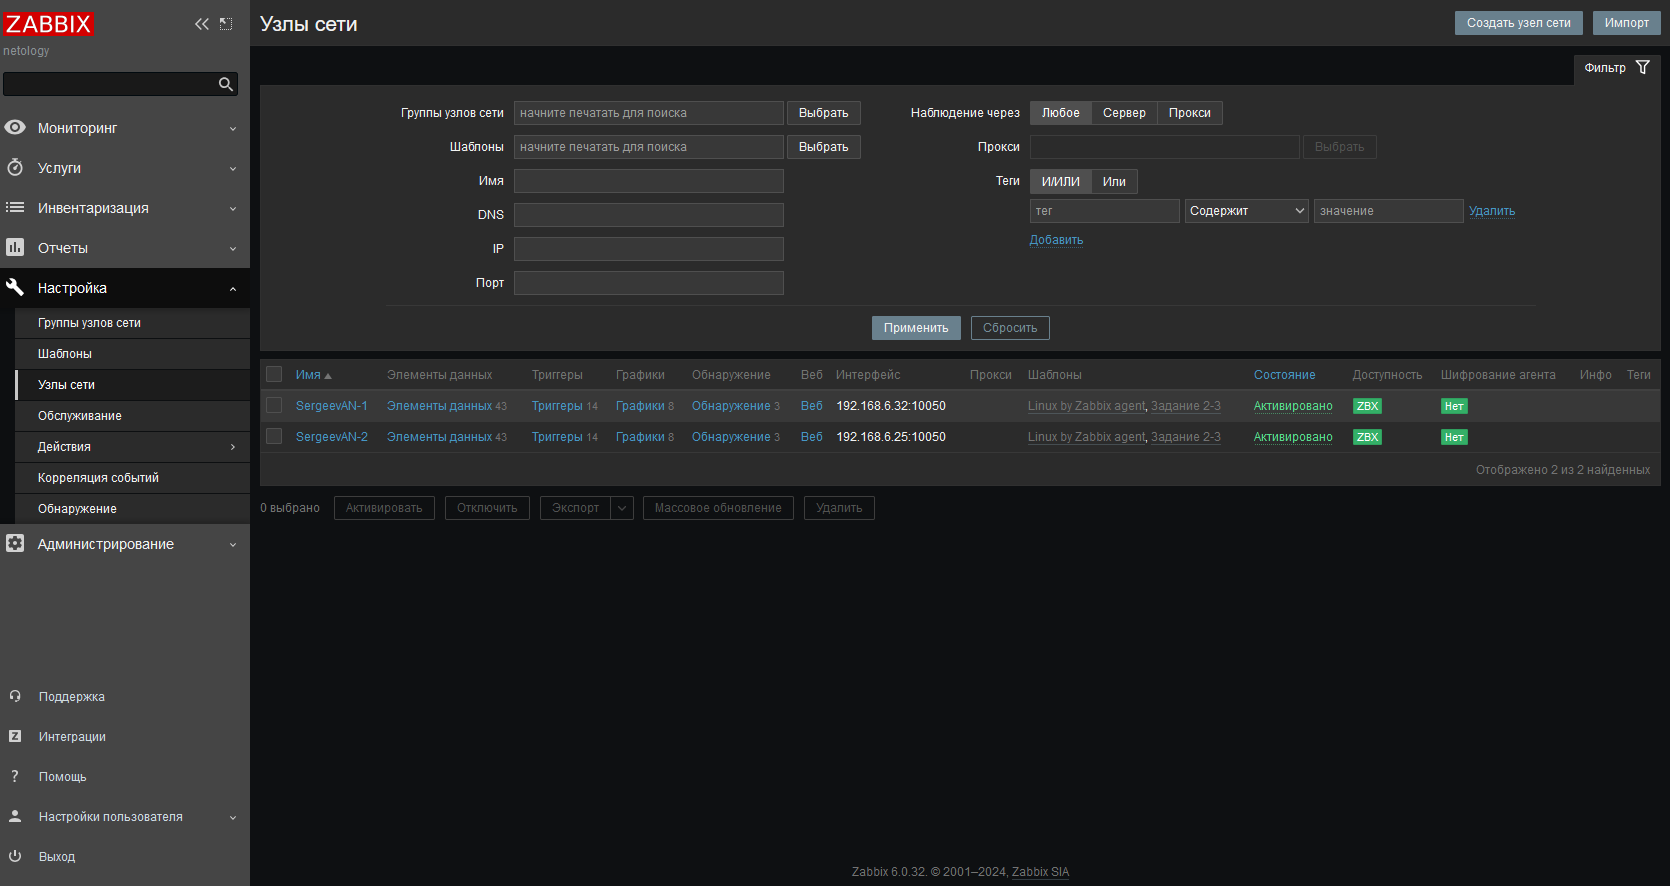 ZABBIX
netology
Мониторинг
Услуги
Инвентаризация
Отчеты
Настройка
Группы узлов сети
Шаблоны
Узлы сети
Обслуживание
Действия
Корреляция событий
Обнаружение
Администрирование
Поддержка
Z Интеграции
? Помощь
Настройки пользователя
Выход
Узлы сети
Создать узел сети Импорт
Фильтр
Группы узлов сети начните печатать для поиска Выбрать
Шаблоны начните печатать для поиска Выбрать
Имя
DNS
IP
Порт
Наблюдение через Любое Сервер Прокси
Прокси Выбрать
Теги И/ИЛИ Или
тег Содержит значение Удалить
Добавить
Применить Сбросить
Имя Элементы данных Триггеры Графики Обнаружение Веб Интерфейс Прокси Шаблоны Состояние Доступность Шифрование агента Инфо Теги
SergeevAN-1 Элементы данных 43 Триггеры 14 Графики 8 Обнаружение 3 Веб 192.168.6.32:10050 Linux by Zabbix agent, Задание 2-3 Активировано ZBX Нет
SergeevAN-2 Элементы данных 43 Триггеры 14 Графики 8 Обнаружение 3 Веб 192.168.6.25:10050 Linux by Zabbix agent, Задание 2-3 Активировано ZBX Нет
Отображено 2 из 2 найденных
0 выбрано Активировать Отключить Экспорт Массовое обновление Удалить
Zabbix 6.0.32. © 2001–2024, Zabbix SIA